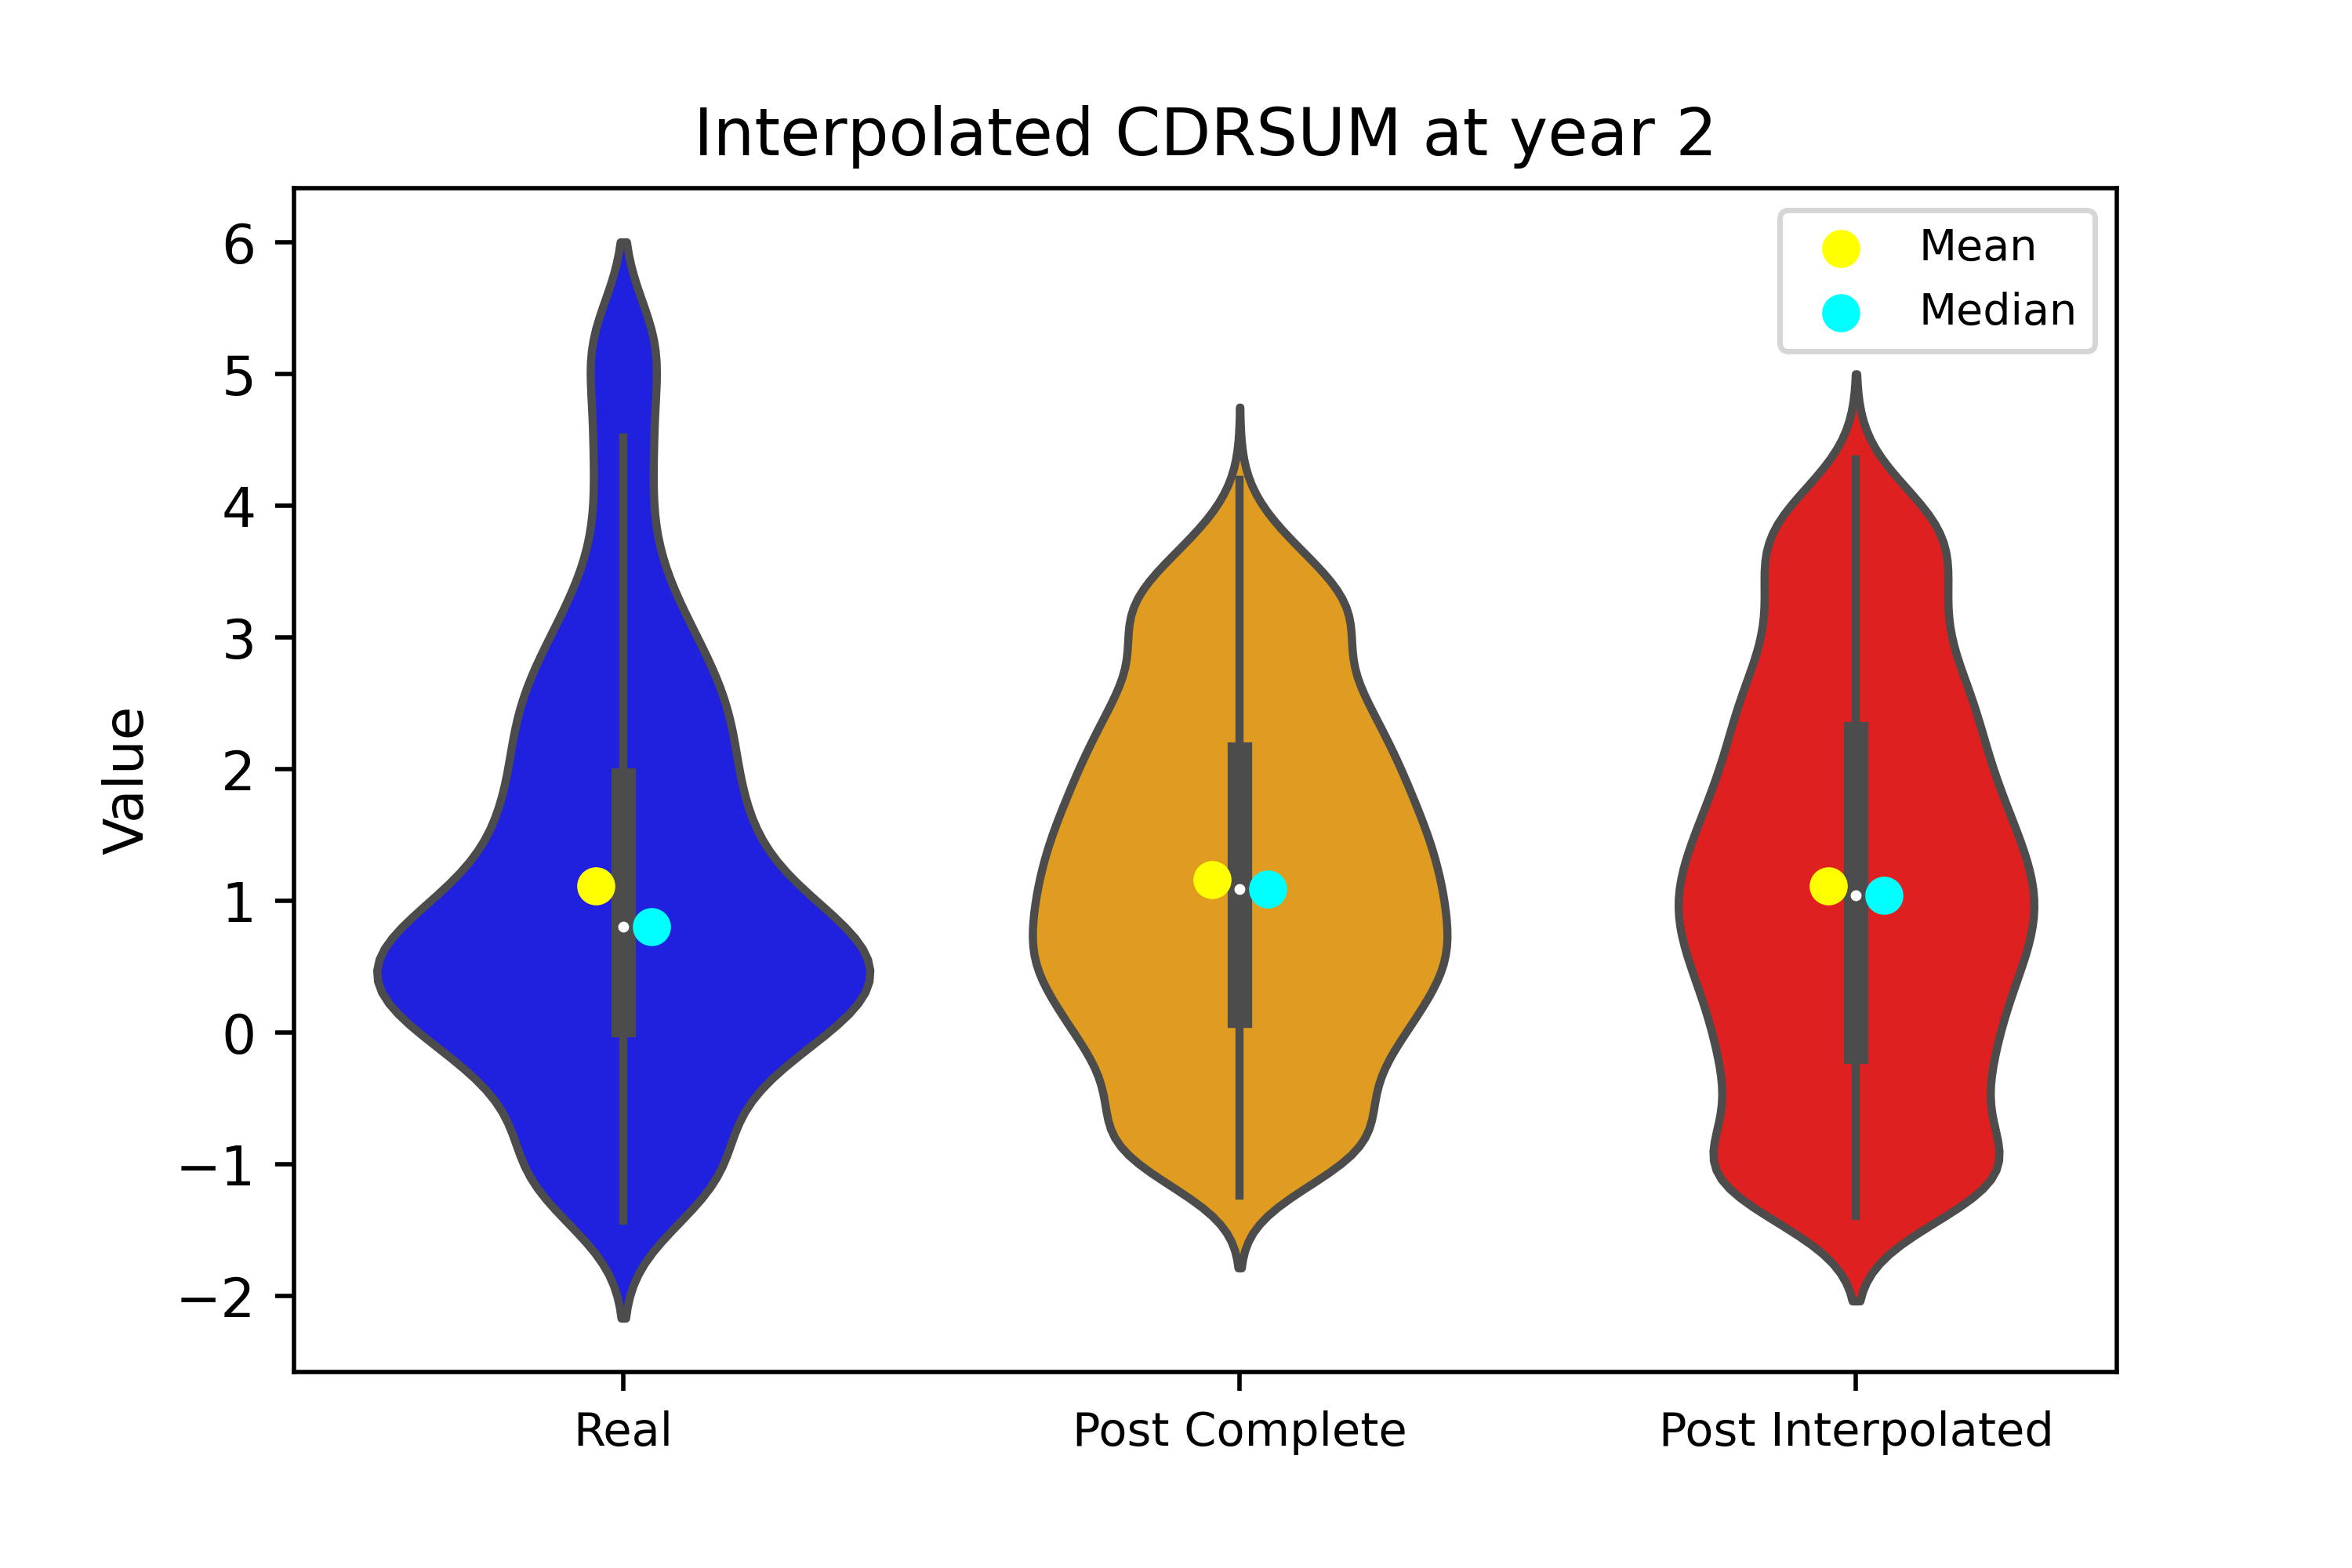 Interpolated CDRSUM at year 2
Mean
Median
6
5
4
3
2
1
0
−1
−2
Value
Real
Post Complete
Post Interpolated